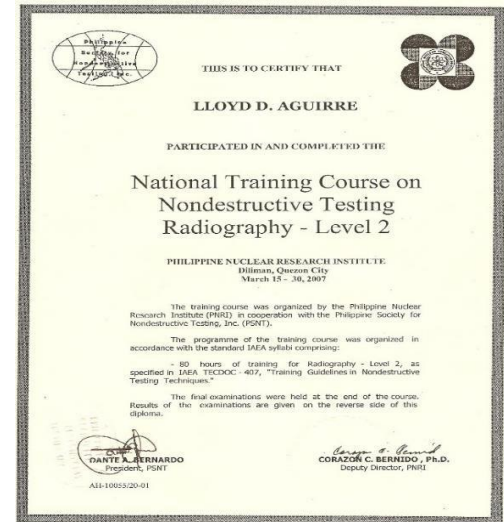 Philippine
Society for
Nondestructive
Testing, Inc.
THIS IS TO CERTIFY THAT
LLOYD D. AGUIRRE
PARTICIPATED IN AND COMPLETED THE
National Training Course on
Nondestructive Testing
Radiography - Level 2
PHILIPPINE NUCLEAR RESEARCH INSTITUTE
Diliman, Quezon City
March 15 - 30, 2007
The training course was organized by the Philippine Nuclear
Research Institute (PNRI) in cooperation with the Philippine Society for
Nondestructive Testing, Inc. (PSNT).
The programme of the training course was organized in
accordance with the standard IAEA syllabi comprising:
- 80 hours of training for Radiography - Level 2, as
specified in IAEA TECDOC - 407, "Training Guidelines in Nondestructive
Testing Techniques."
The final examinations were held at the end of the course.
Results of the examinations are given on the reverse side of this
diploma.
DANTE A. BERNARDO
President, PSNT
CORAZON C. BERNIDO, Ph.D.
Deputy Director, PNRI
AH-10053/20-01